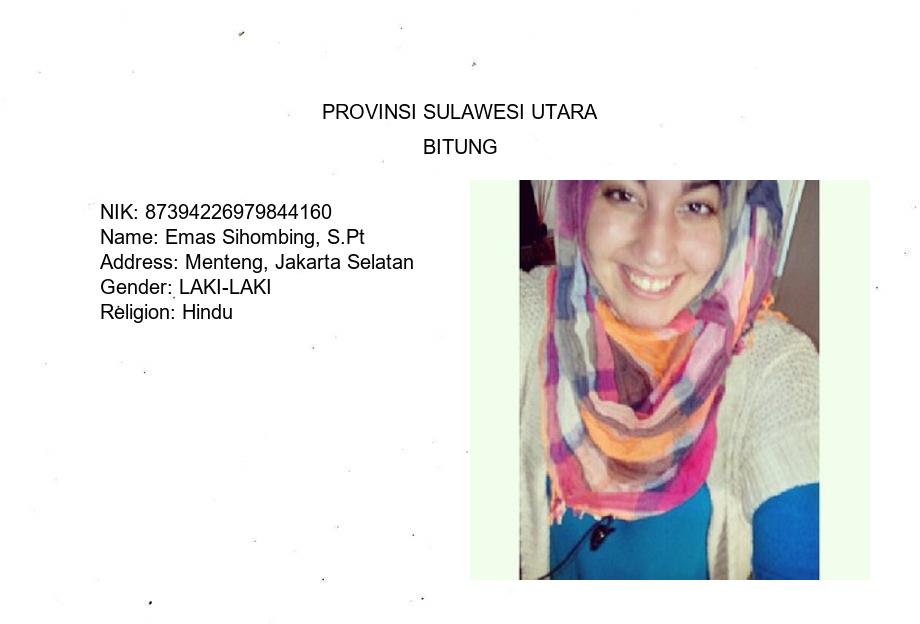 PROVINSI SULAWESI UTARA
BITUNG
NIK: 87394226979844160
Name: Emas Sihombing, S.Pt
Address: Menteng, Jakarta Selatan
Gender: LAKI-LAKI
Religion: Hindu